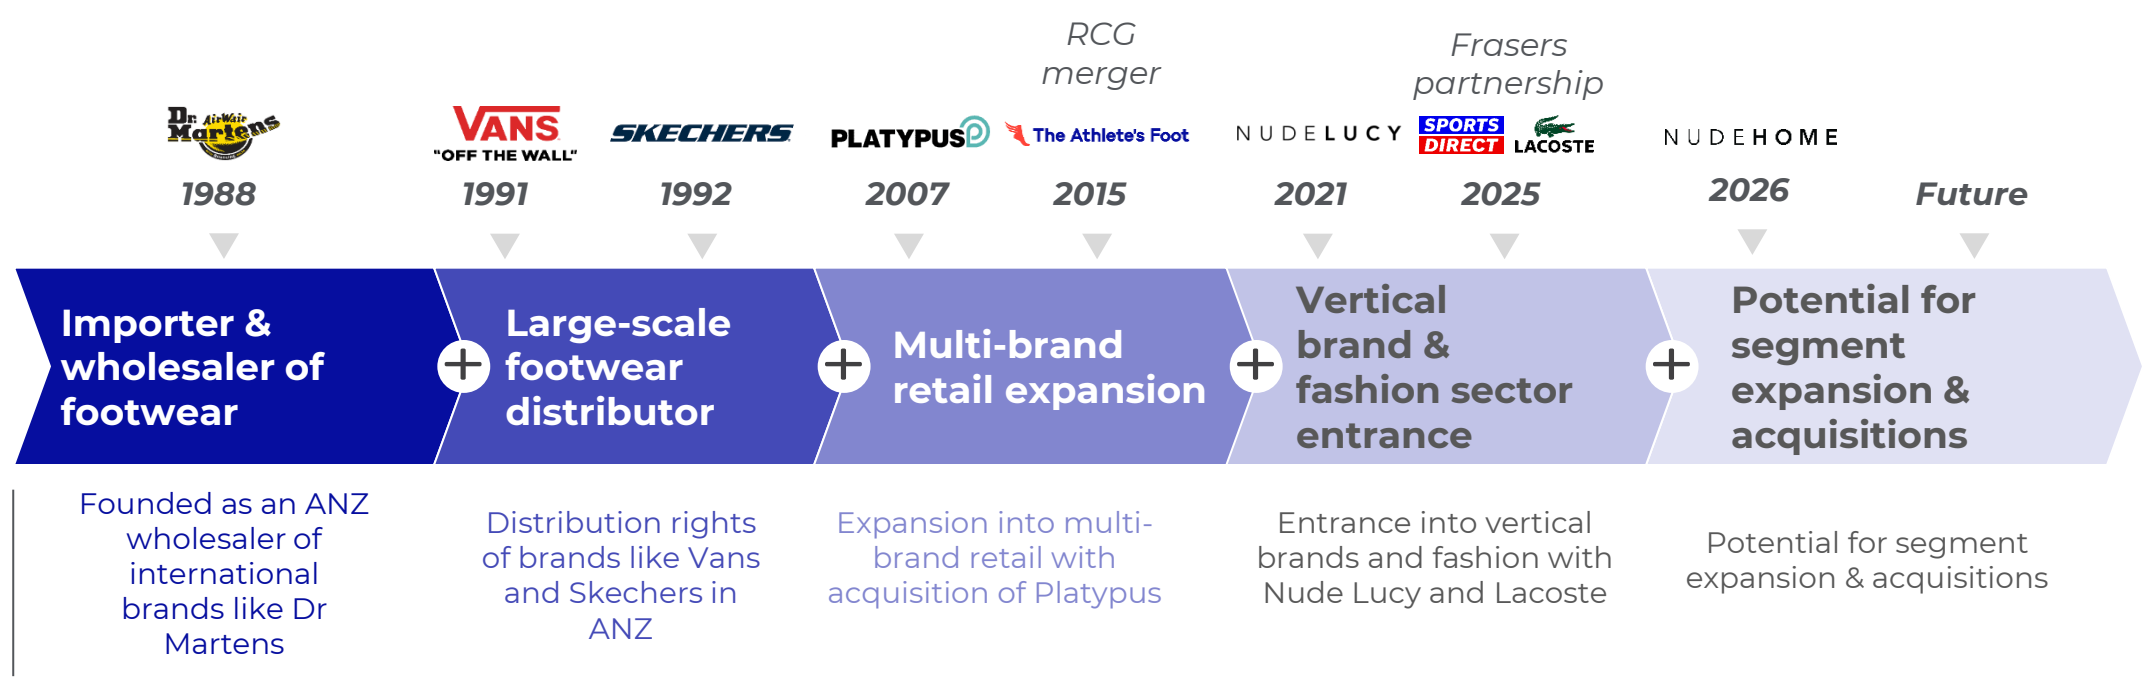 RCG
merger
Frasers
partnership
Dr. AirWair
Martens
VANS
"OFF THE WALL"
SKECHERS
PLATYPUS
The Athlete's Foot
NUDELUCY
SPORTS
DIRECT
LACOSTE
NUDEHOME
1988
1991
1992
2007
2015
2021
2025
2026
Future
Importer &
wholesaler of
footwear
+
Large-scale
footwear
distributor
+
Multi-brand
retail expansion
+
Vertical
brand &
fashion sector
entrance
+
Potential for
segment
expansion &
acquisitions
Founded as an ANZ
wholesaler of
international
brands like Dr
Martens
Distribution rights
of brands like Vans
and Skechers in
ANZ
Expansion into multi-
brand retail with
acquisition of Platypus
Entrance into vertical
brands and fashion with
Nude Lucy and Lacoste
Potential for segment
expansion & acquisitions